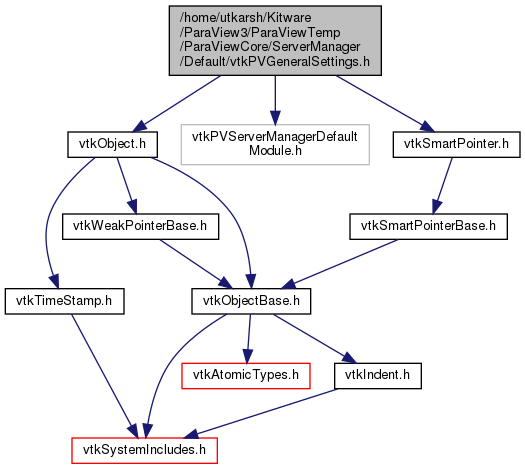 /home/utkarsh/Kitware
/ParaView3/ParaViewTemp
/ParaViewCore/ServerManager
/Default/vtkPVGeneralSettings.h
vtkObject.h
vtkPVServerManagerDefault
Module.h
vtkSmartPointer.h
vtkWeakPointerBase.h
vtkSmartPointerBase.h
vtkTimeStamp.h
vtkObjectBase.h
vtkAtomicTypes.h
vtkIndent.h
vtkSystemIncludes.h